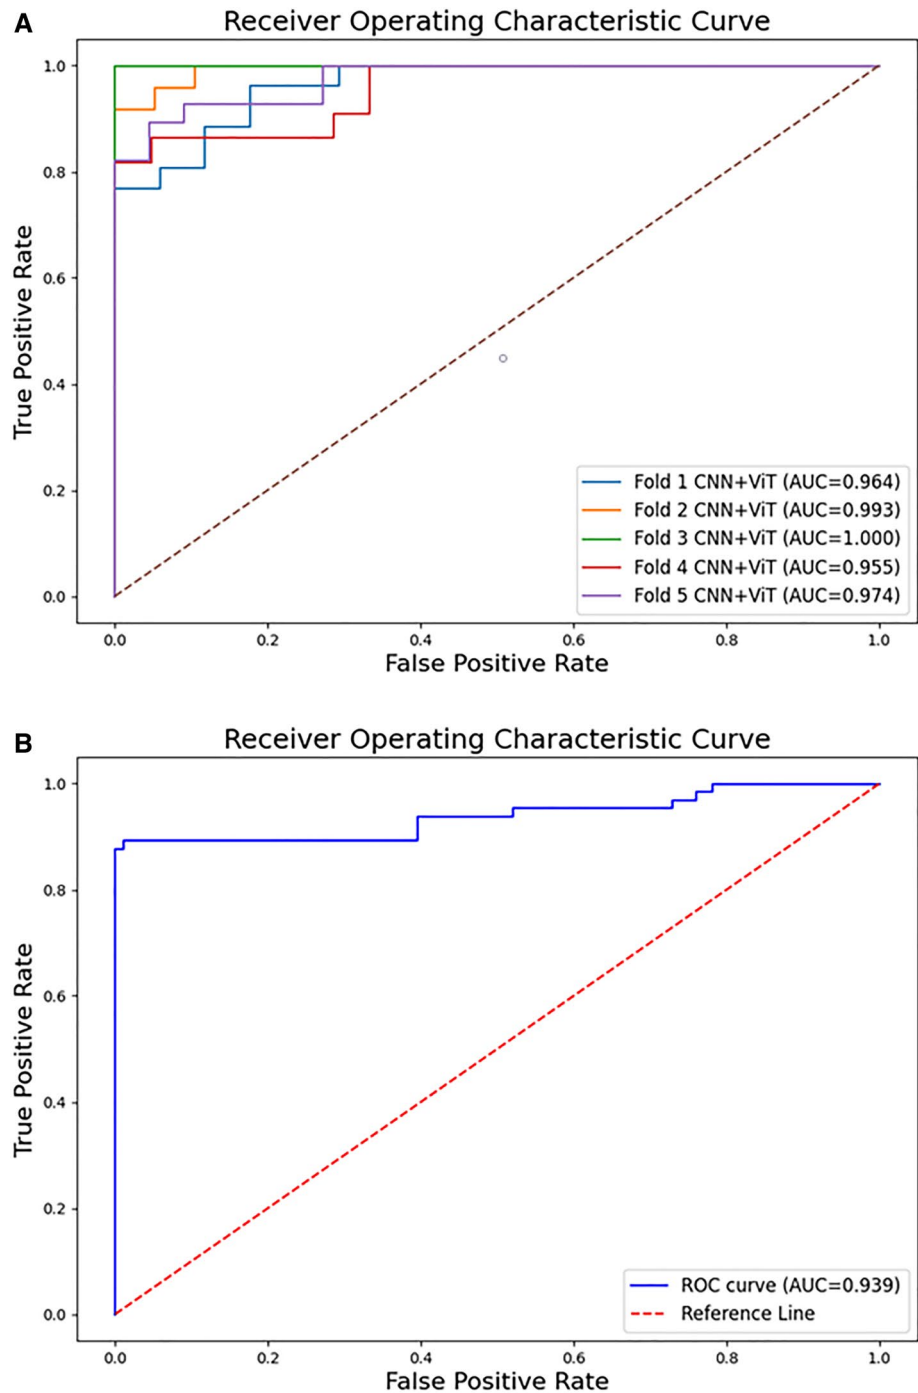 A
Receiver Operating Characteristic Curve
True Positive Rate
1.0
0.8
0.6
0.4
0.2
0.0
Fold 1 CNN+ViT (AUC=0.964)
Fold 2 CNN+ViT (AUC=0.993)
Fold 3 CNN+ViT (AUC=1.000)
Fold 4 CNN+ViT (AUC=0.955)
Fold 5 CNN+ViT (AUC=0.974)
0.0 0.2 0.4 0.6 0.8 1.0
False Positive Rate
B
Receiver Operating Characteristic Curve
True Positive Rate
1.0
0.8
0.6
0.4
0.2
0.0
ROC curve (AUC=0.939)
Reference Line
0.0 0.2 0.4 0.6 0.8 1.0
False Positive Rate